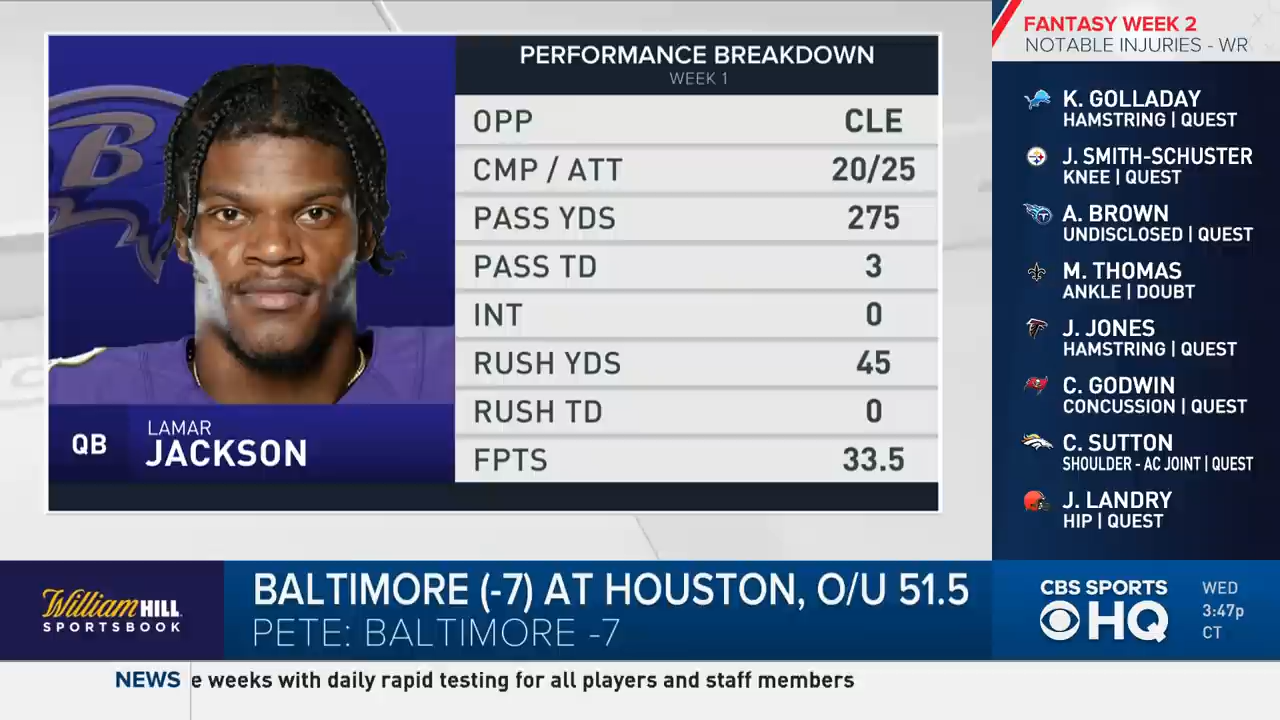 PERFORMANCE BREAKDOWN
WEEK 1
OPP CLE
CMP / ATT 20/25
PASS YDS 275
PASS TD 3
INT 0
RUSH YDS 45
RUSH TD 0
FPTS 33.5
B
QB
LAMAR
JACKSON
FANTASY WEEK 2
NOTABLE INJURIES - WR
K. GOLLADAY
HAMSTRING | QUEST
J. SMITH-SCHUSTER
KNEE | QUEST
A. BROWN
UNDISCLOSED | QUEST
M. THOMAS
ANKLE | DOUBT
J. JONES
HAMSTRING | QUEST
C. GODWIN
CONCUSSION | QUEST
C. SUTTON
SHOULDER - AC JOINT | QUEST
J. LANDRY
HIP | QUEST
William HILL
SPORTSBOOK
BALTIMORE (-7) AT HOUSTON, O/U 51.5
PETE: BALTIMORE -7
CBS SPORTS
HQ
WED
3:47p
CT
NEWS e weeks with daily rapid testing for all players and staff members